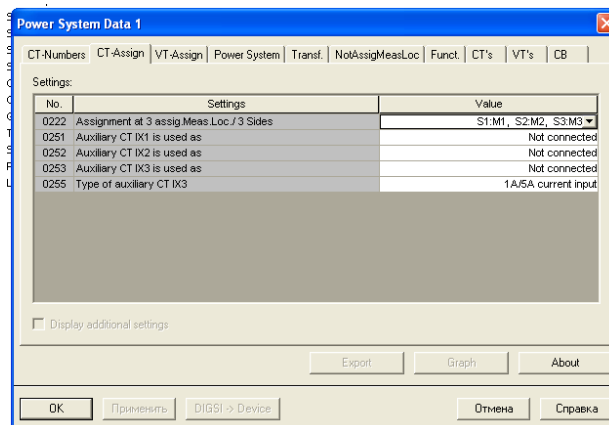 Power System Data 1
CT-Numbers CT-Assign VT-Assign Power System Transf. NotAssigMeasLoc Funct. CT's VT's CB
Settings:
No. Settings Value
0222 Assignment at 3 assig.Meas.Loc./ 3 Sides S1:M1, S2:M2, S3:M3
0251 Auxiliary CT IX1 is used as Not connected
0252 Auxiliary CT IX2 is used as Not connected
0253 Auxiliary CT IX3 is used as Not connected
0255 Type of auxiliary CT IX3 1A/5A current input
Display additional settings
Export Graph About
OK Применить DIGSI -> Device Отмена Справка